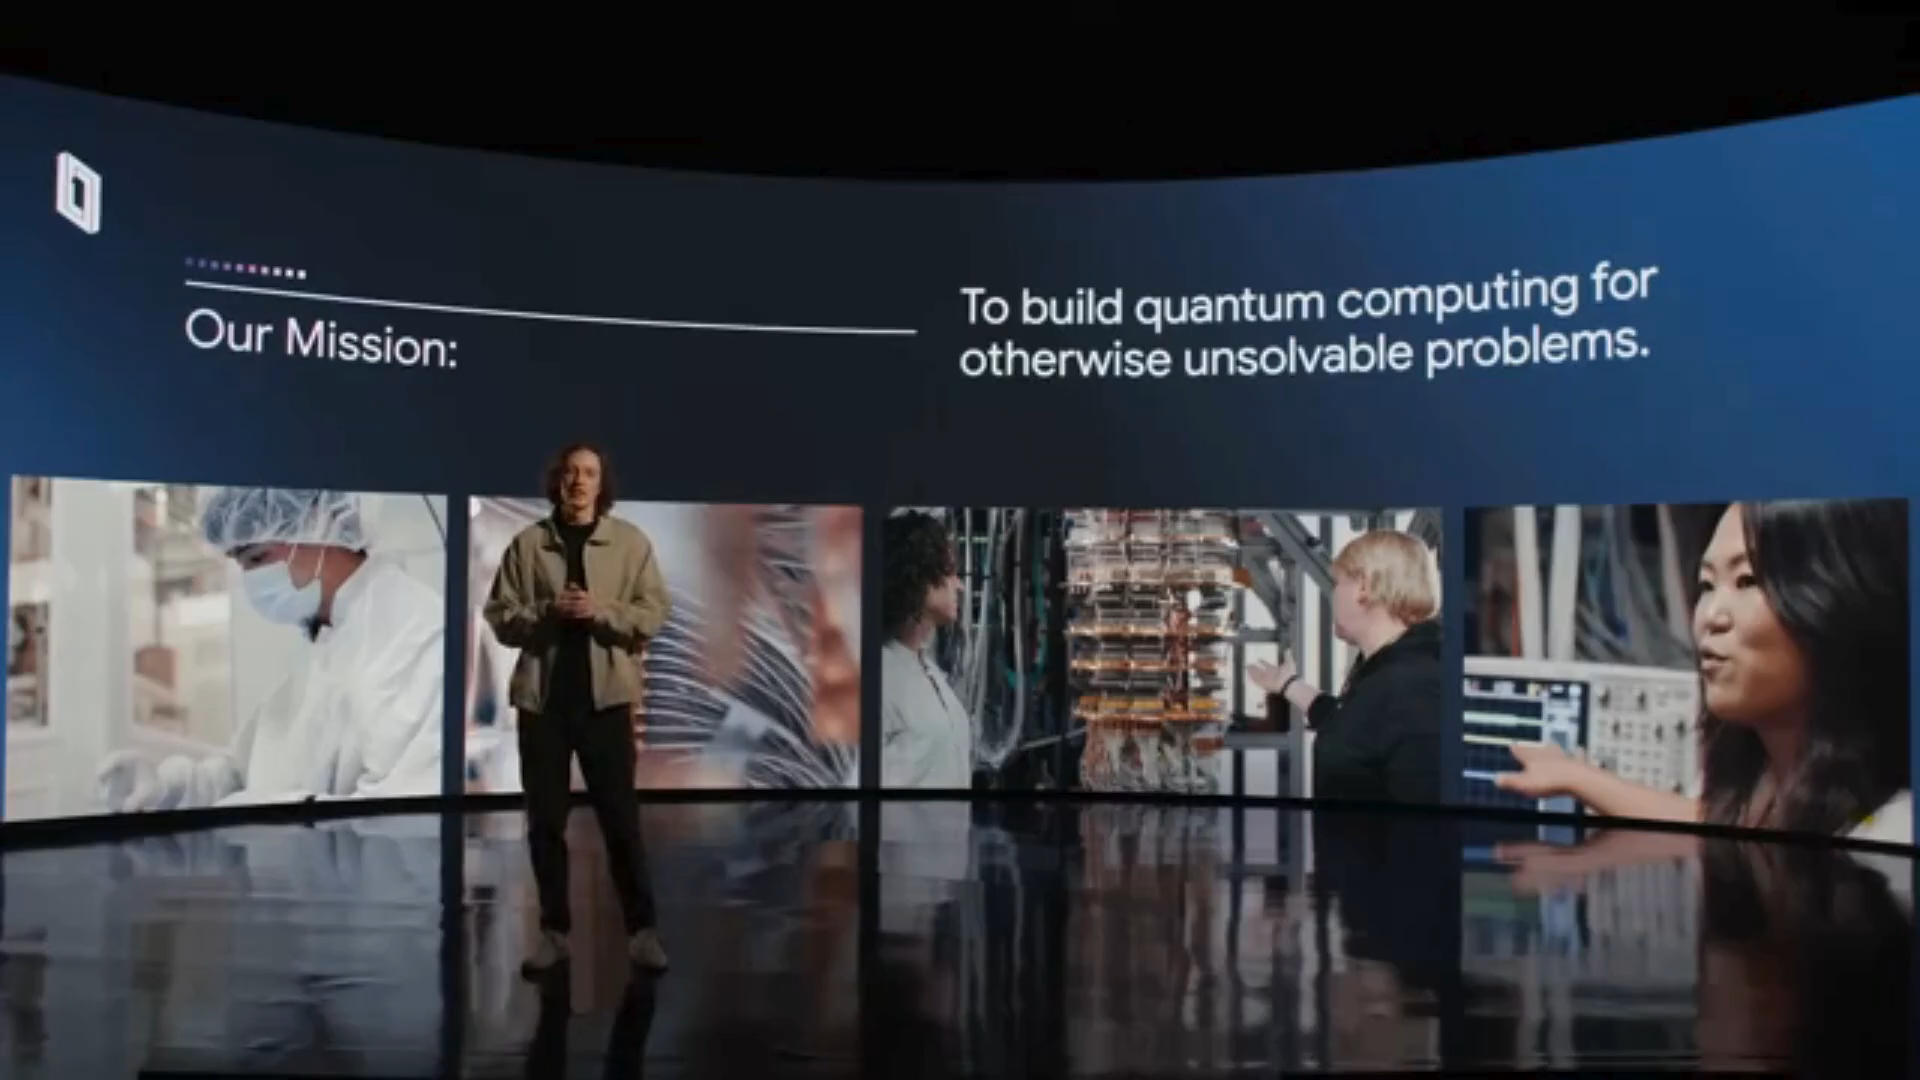 Our Mission:
To build quantum computing for
otherwise unsolvable problems.